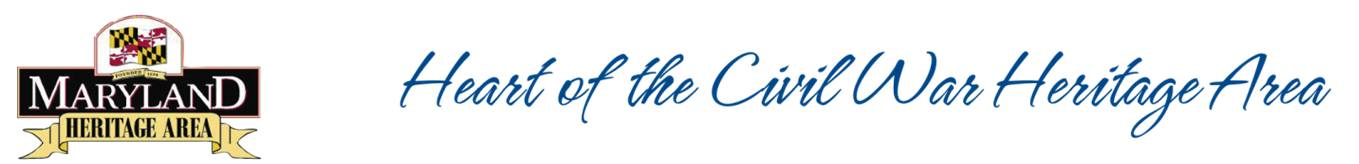 MARYLAND
HERITAGE AREA
Heart of the Civil War Heritage Area